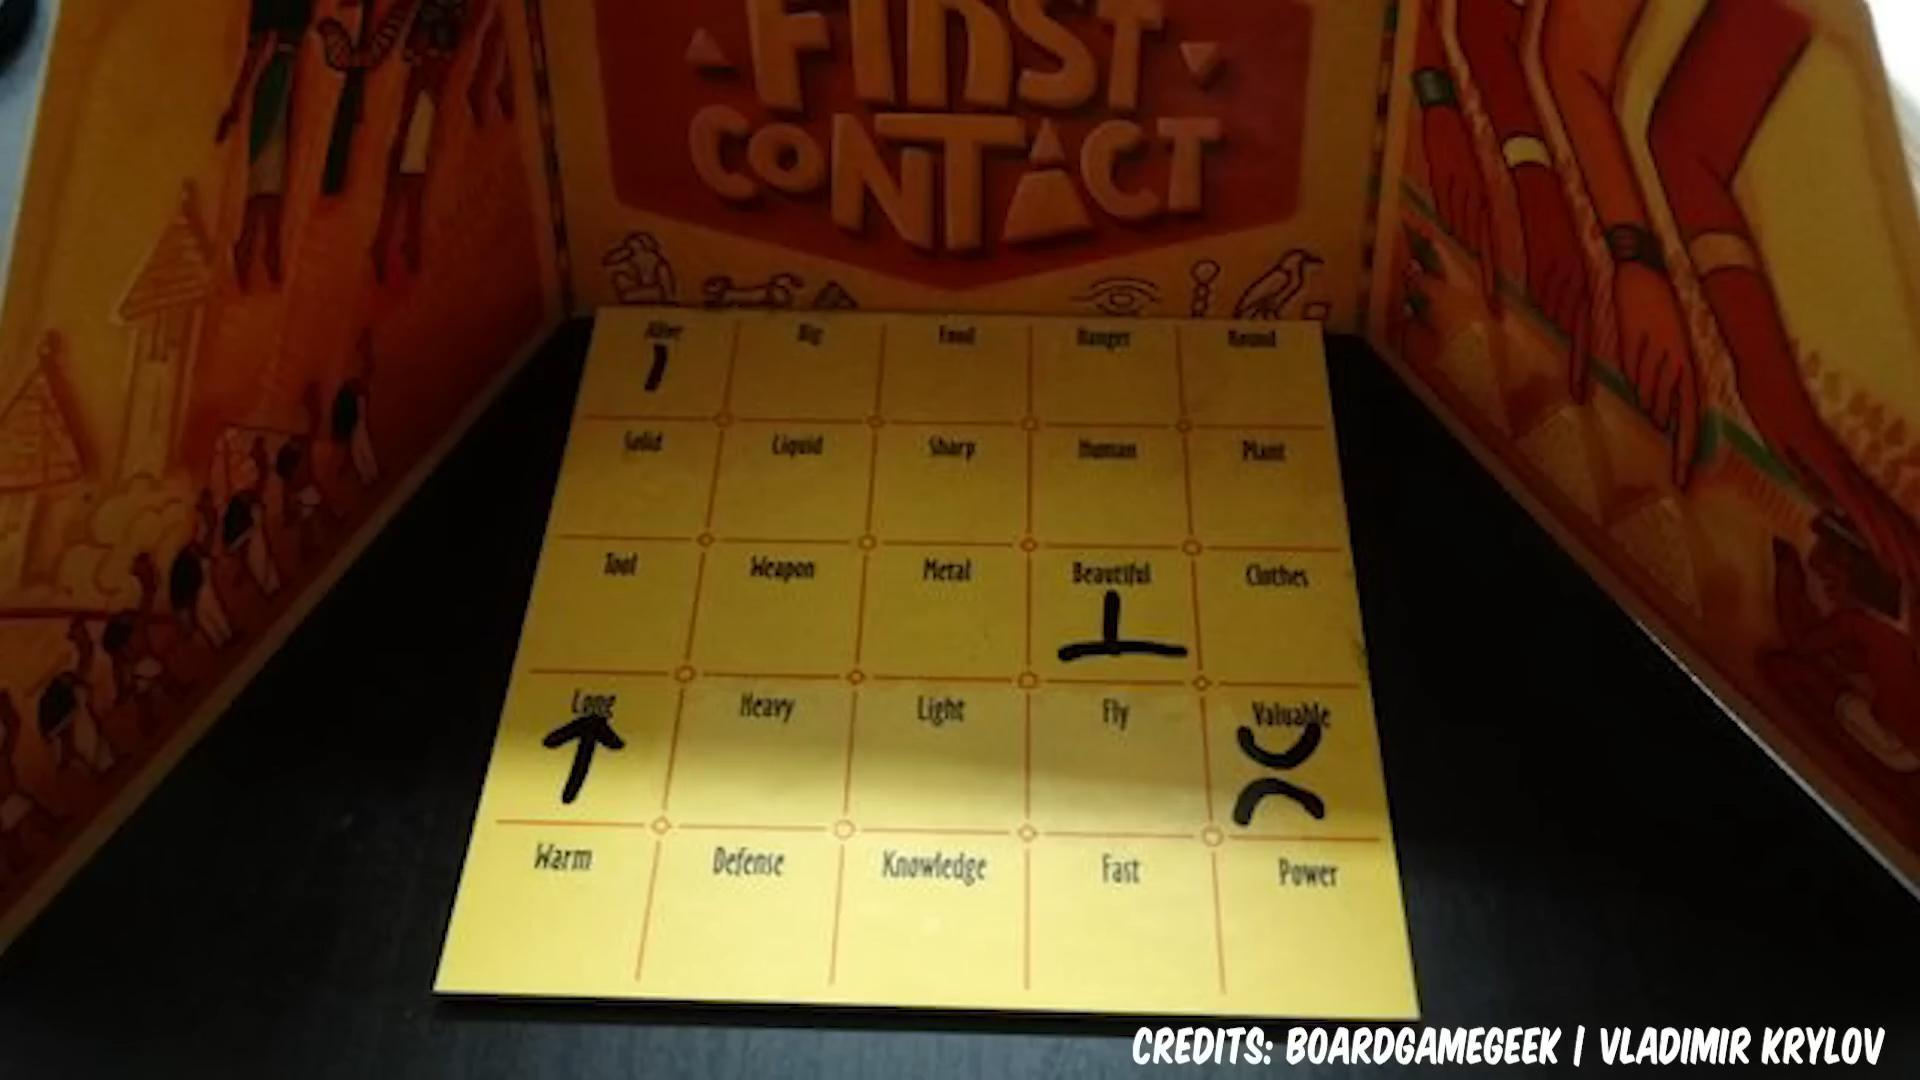 FIRST
CONTACT
Alive Big Food Danger Round
Solid Liquid Sharp Human Plant
Tool Weapon Metal Beautiful Clothes
Long Heavy Light Fly Valuable
Warm Defense Knowledge Fast Power
CREDITS: BOARDGAMEGEEK | VLADIMIR KRYLOV